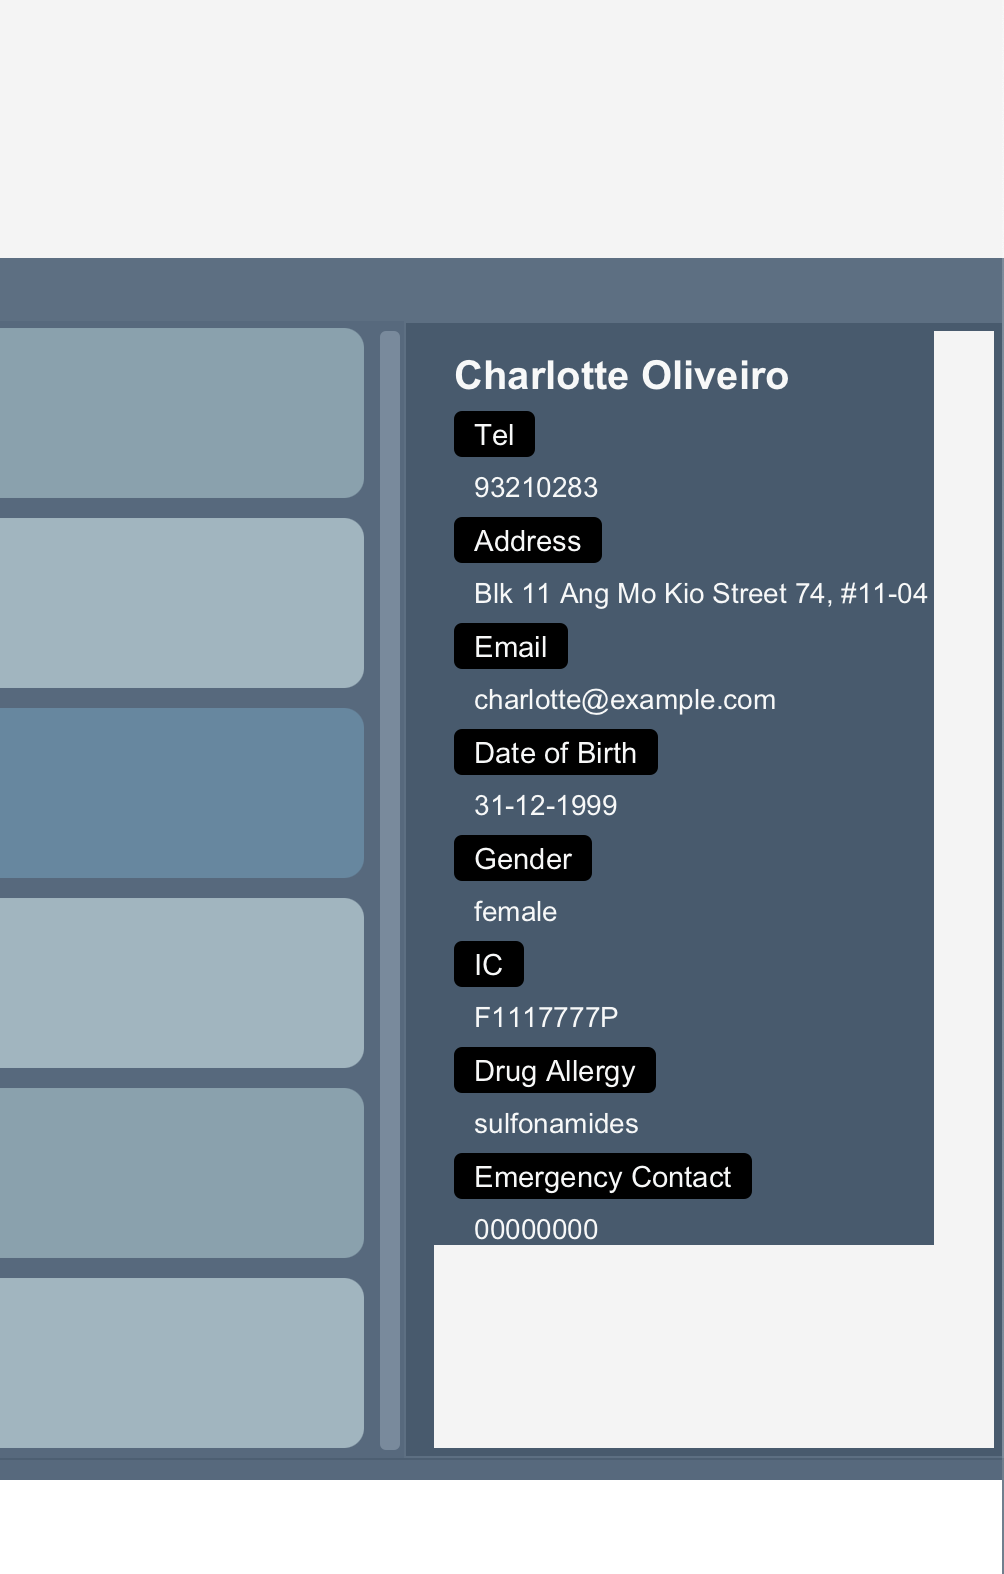 Charlotte Oliveiro
Tel
93210283
Address
Blk 11 Ang Mo Kio Street 74, #11-04
Email
charlotte@example.com
Date of Birth
31-12-1999
Gender
female
IC
F1117777P
Drug Allergy
sulfonamides
Emergency Contact
00000000